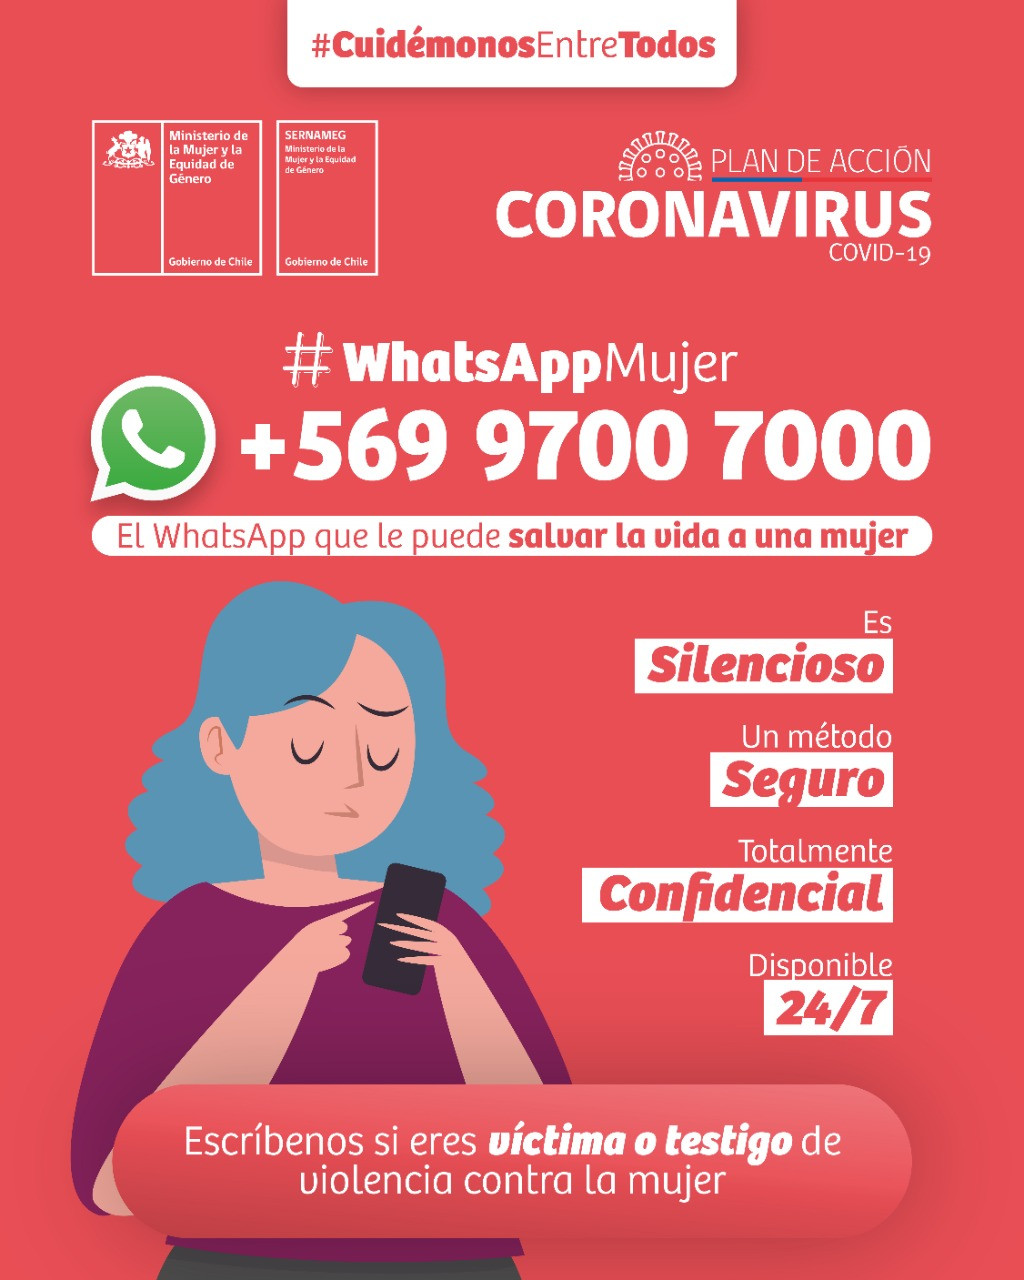 #CuidémonosEntreTodos
Ministerio de
la Mujer y la
Equidad de
Género
Gobierno de Chile
SERNAMEG
Ministerio de la
Mujer y la Equidad
de Género
Gobierno de Chile
PLAN DE ACCIÓN
CORONAVIRUS
COVID-19
#WhatsAppMujer
+569 9700 7000
El WhatsApp que le puede salvar la vida a una mujer
Es
Silencioso
Un método
Seguro
Totalmente
Confidencial
Disponible
24/7
Escríbenos si eres víctima o testigo de
violencia contra la mujer